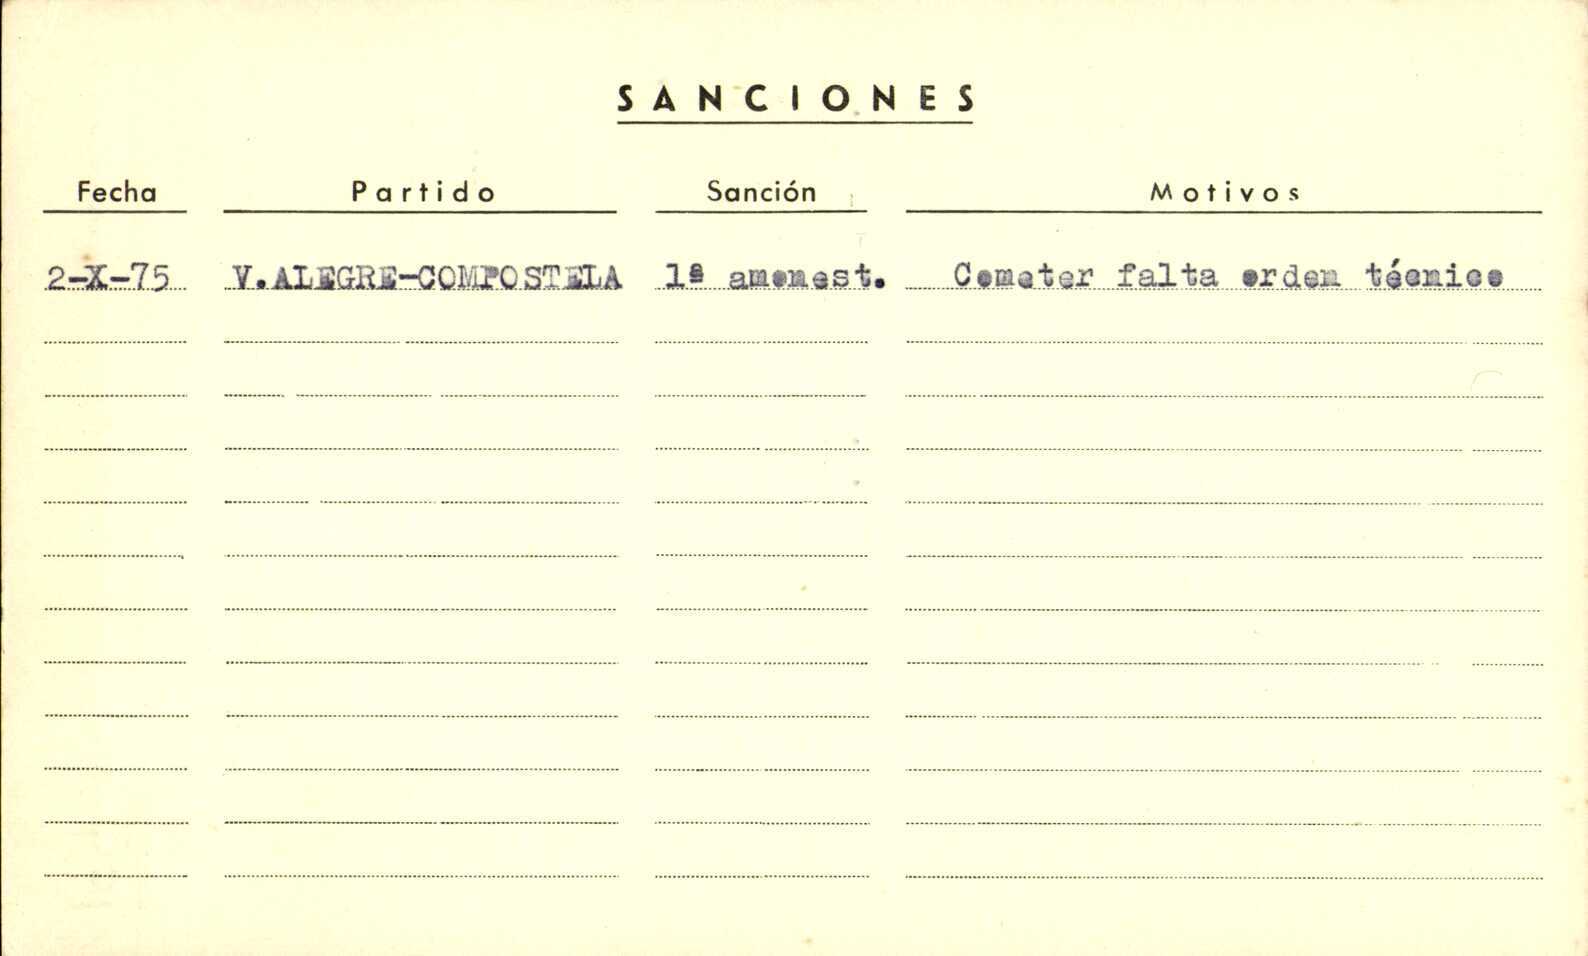 SANCIONES
Fecha Partido Sanción Motivos
2-X-75 V.ALEGRE-COMPOSTELA 1ª amonest. Cometer falta orden técnico